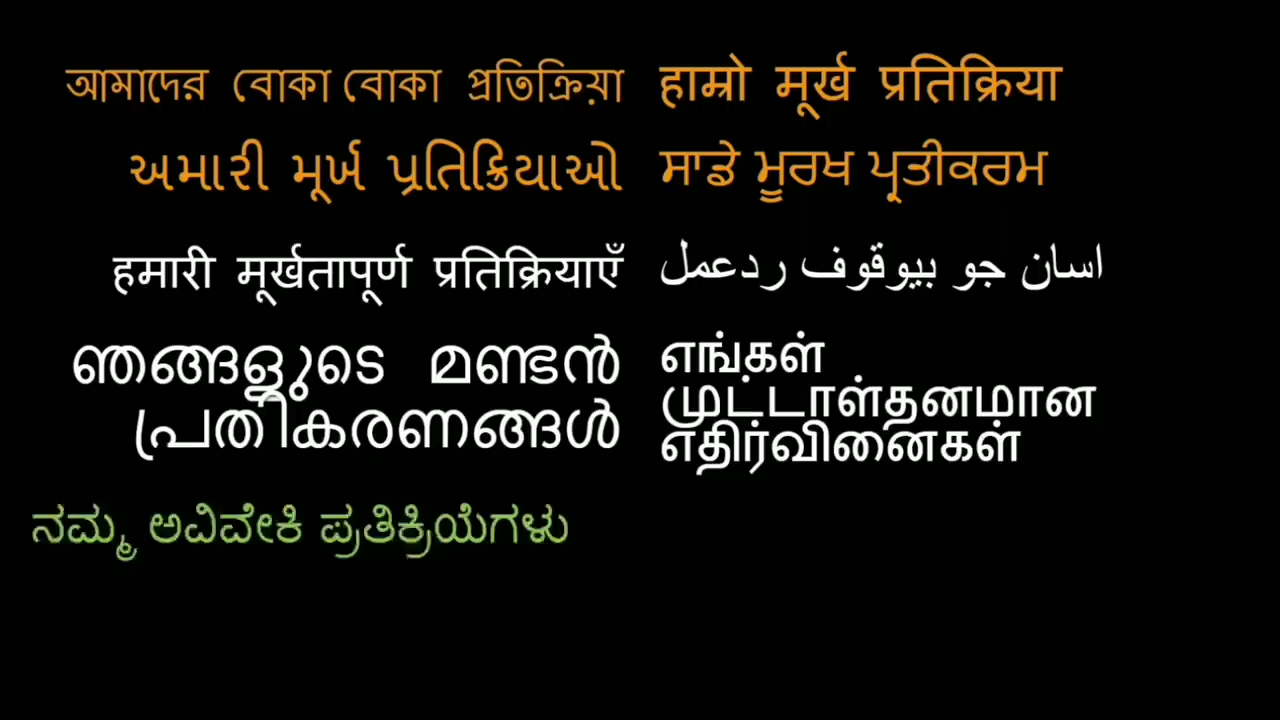 আমাদের বোকা বোকা প্রতিক্রিয়া
हाम्रो मूर्ख प्रतिक्रिया
અમારી મૂર્ખ પ્રતિક્રિયાઓ
ਸਾਡੇ ਮੂਰਖ ਪ੍ਰਤੀਕਰਮ
हमारी मूर्खतापूर्ण प्रतिक्रियाएँ
اسان جو بيوقوف ردعمل
ഞങ്ങളുടെ മണ്ടൻ
പ്രതികരണങ്ങൾ
எங்கள்
முட்டாள்தனமான
எதிர்வினைகள்
ನಮ್ಮ ಅವಿವೇಕಿ ಪ್ರತಿಕ್ರಿಯೆಗಳು